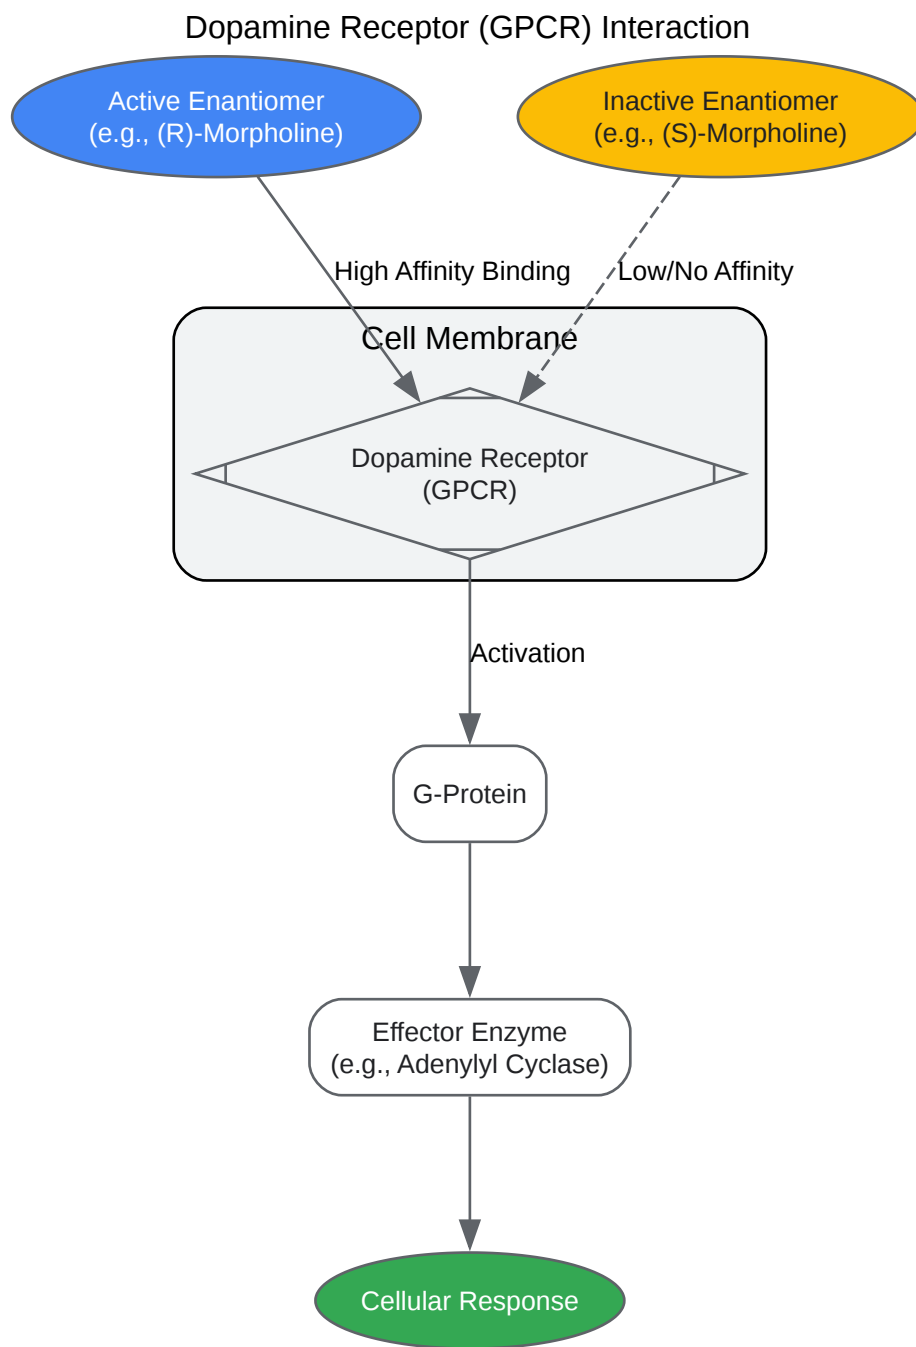 Dopamine Receptor (GPCR) Interaction
Active Enantiomer
(e.g., (R)-Morpholine)
Inactive Enantiomer
(e.g., (S)-Morpholine)
High Affinity Binding
Low/No Affinity
Cell Membrane
Dopamine Receptor
(GPCR)
Activation
G-Protein
Effector Enzyme
(e.g., Adenylyl Cyclase)
Cellular Response